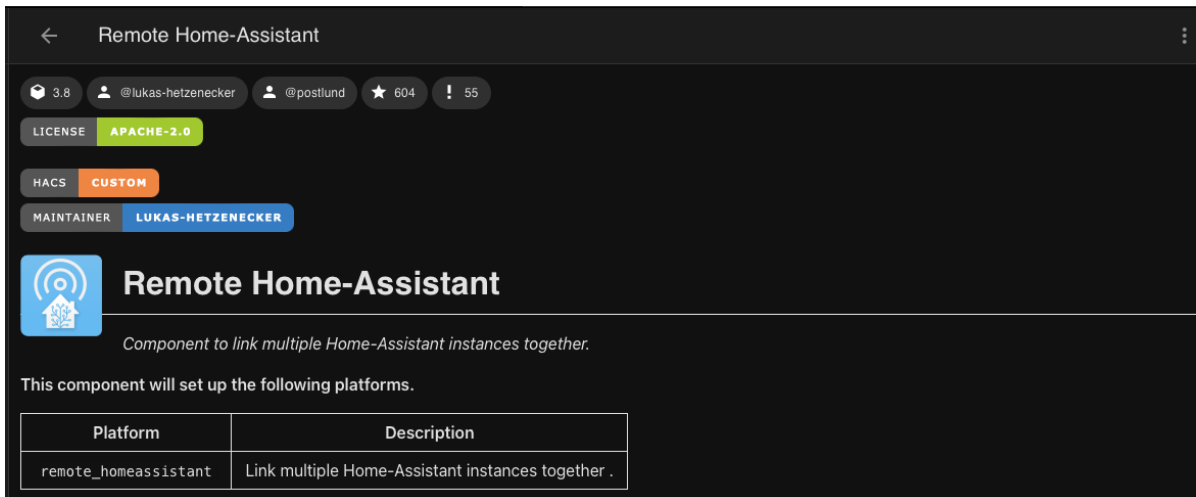 Remote Home-Assistant
3.8 @lukas-hetzenecker @postlund 604 55
LICENSE APACHE-2.0
HACS CUSTOM
MAINTAINER LUKAS-HETZENECKER
Remote Home-Assistant
Component to link multiple Home-Assistant instances together.
This component will set up the following platforms.
Platform Description
remote_homeassistant Link multiple Home-Assistant instances together .